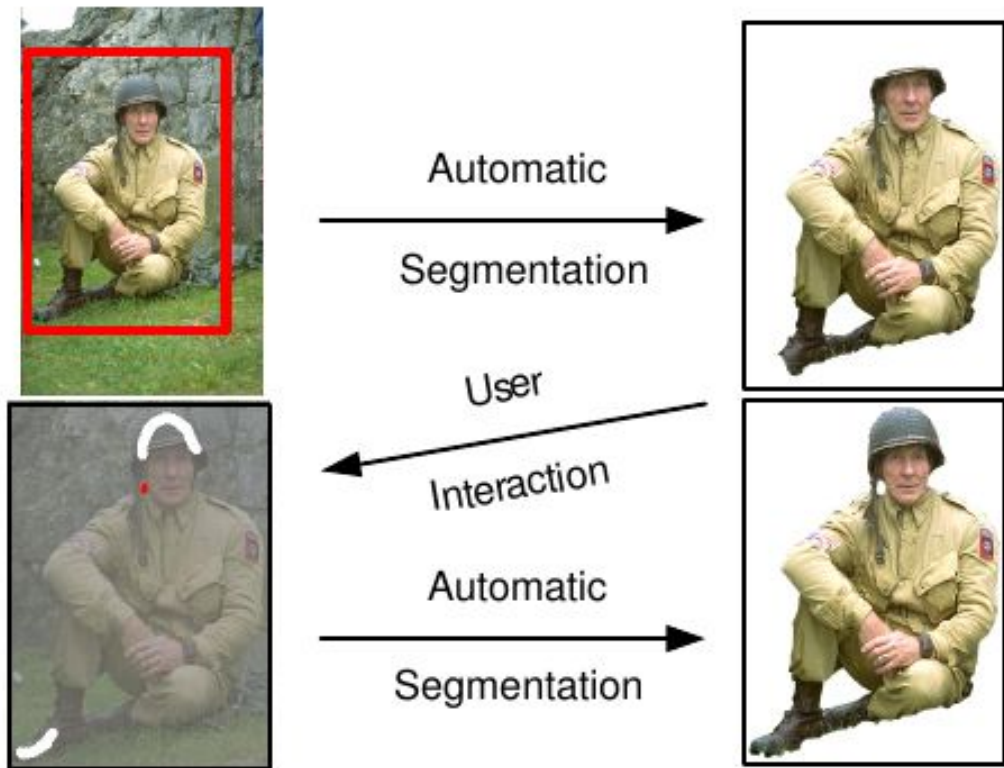 Automatic
Segmentation
User
Interaction
Automatic
Segmentation